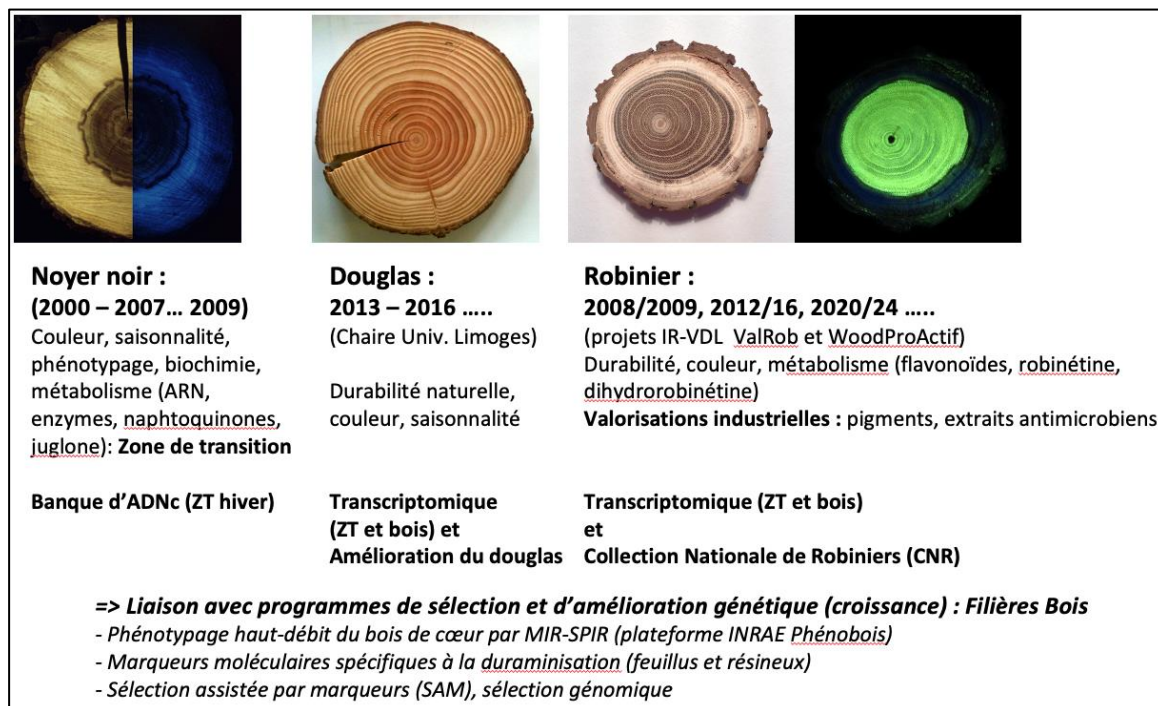 Noyer noir :
(2000 – 2007… 2009)
Couleur, saisonnalité,
phénotypage, biochimie,
métabolisme (ARN,
enzymes, naphtoquinones,
juglone): Zone de transition
Banque d’ADNc (ZT hiver)
Douglas :
2013 – 2016 …..
(Chaire Univ. Limoges)
Durabilité naturelle,
couleur, saisonnalité
Transcriptomique
(ZT et bois) et
Amélioration du douglas
Robinier :
2008/2009, 2012/16, 2020/24 …..
(projets IR-VDL ValRob et WoodProActif)
Durabilité, couleur, métabolisme (flavonoïdes, robinétine,
dihydrorobinétine)
Valorisations industrielles : pigments, extraits antimicrobiens
Transcriptomique (ZT et bois)
et
Collection Nationale de Robiniers (CNR)
=> Liaison avec programmes de sélection et d’amélioration génétique (croissance) : Filières Bois
- Phénotypage haut-débit du bois de cœur par MIR-SPIR (plateforme INRAE Phénobois)
- Marqueurs moléculaires spécifiques à la duraminisation (feuillus et résineux)
- Sélection assistée par marqueurs (SAM), sélection génomique